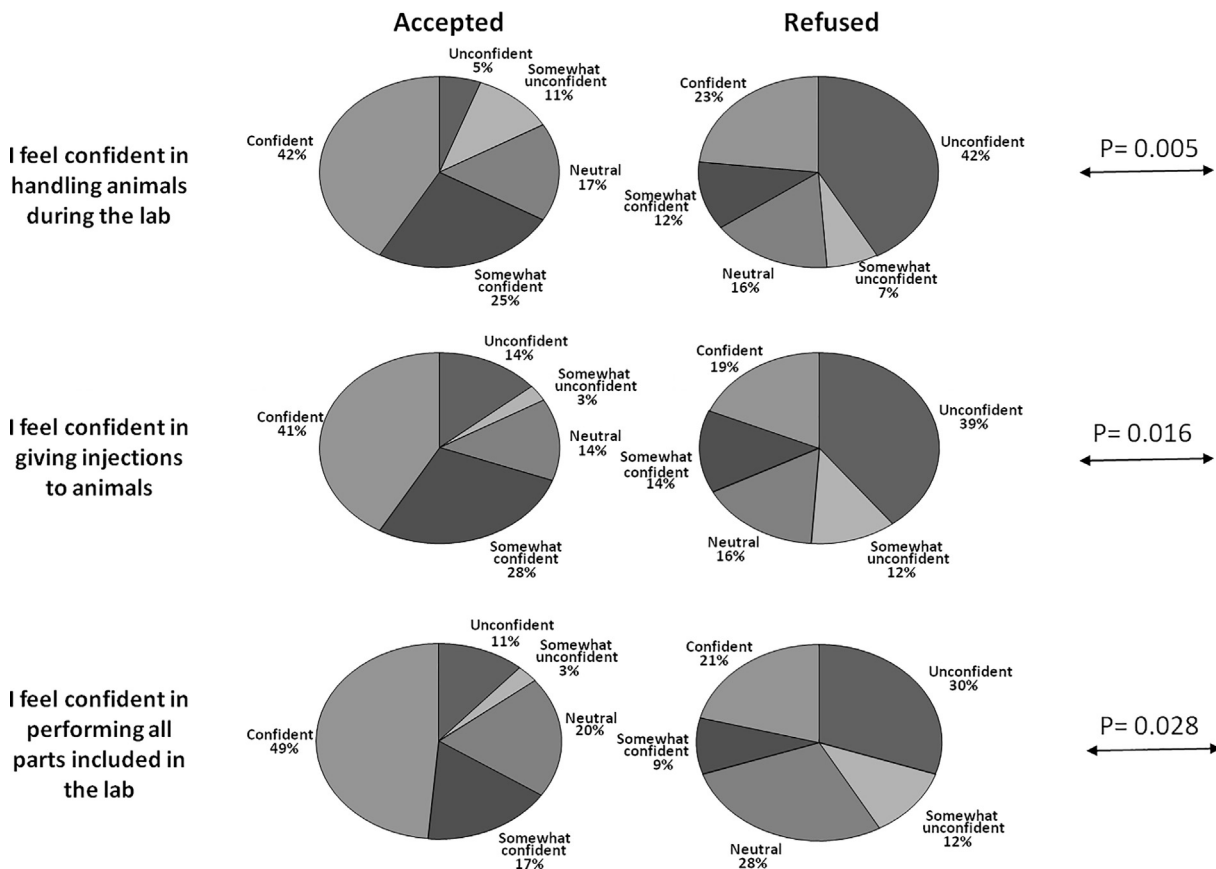 Accepted
Refused
I feel confident in
handling animals
during the lab
Unconfident
5%
Somewhat
unconfident
11%
Neutral
17%
Somewhat
confident
25%
Confident
42%
Confident
23%
Unconfident
42%
Somewhat
unconfident
7%
Neutral
16%
Somewhat
confident
12%
P= 0.005
I feel confident in
giving injections
to animals
Unconfident
14%
Somewhat
unconfident
3%
Neutral
14%
Somewhat
confident
28%
Confident
41%
Confident
19%
Unconfident
39%
Somewhat
unconfident
12%
Neutral
16%
Somewhat
confident
14%
P= 0.016
I feel confident in
performing all
parts included in
the lab
Unconfident
11%
Somewhat
unconfident
3%
Neutral
20%
Somewhat
confident
17%
Confident
49%
Confident
21%
Unconfident
30%
Somewhat
unconfident
12%
Neutral
28%
Somewhat
confident
9%
P= 0.028